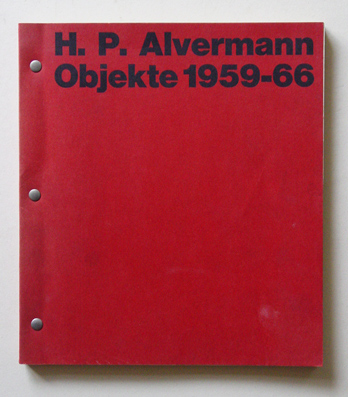 H. P. Alvermann
Objekte 1959-66